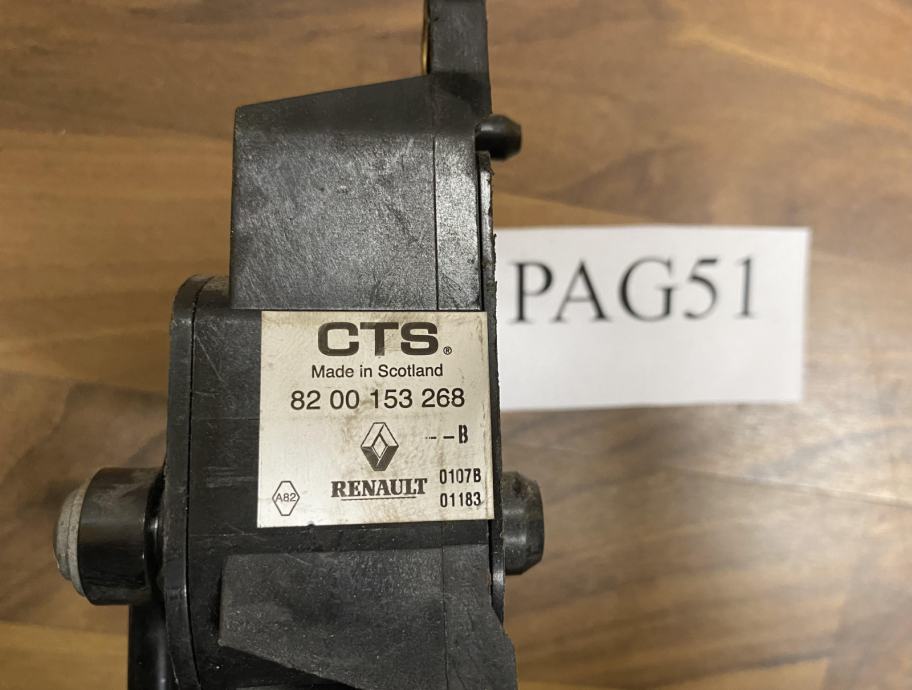 PAG51
CTS®
Made in Scotland
82 00 153 268
-- –B
RENAULT
A82
0107B
01183